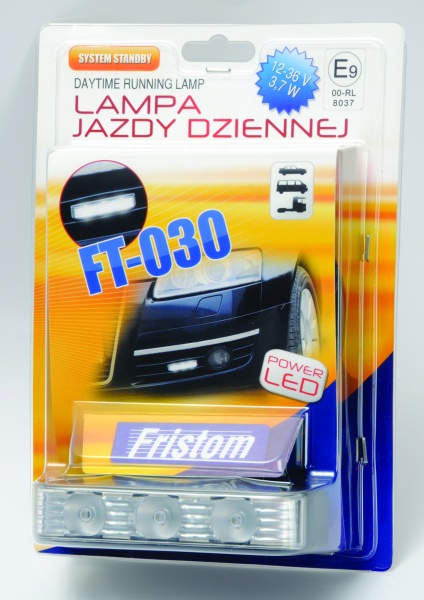 SYSTEM STANDBY
DAYTIME RUNNING LAMP
LAMPA
JAZDY DZIENNEJ
12-36 V
3,7 W
E9
00-RL
8037
FT-030
POWER
LED
Fristom